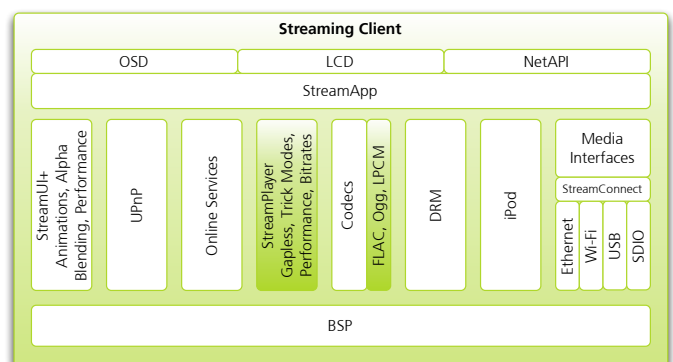 Streaming Client
OSD
LCD
NetAPI
StreamApp
StreamUI+
Animations, Alpha
Blending, Performance
UPnP
Online Services
StreamPlayer
Gapless, Trick Modes,
Performance, Bitrates
Codecs
FLAC, Ogg, LPCM
DRM
iPod
Media
Interfaces
StreamConnect
Ethernet
Wi-Fi
USB
SDIO
BSP